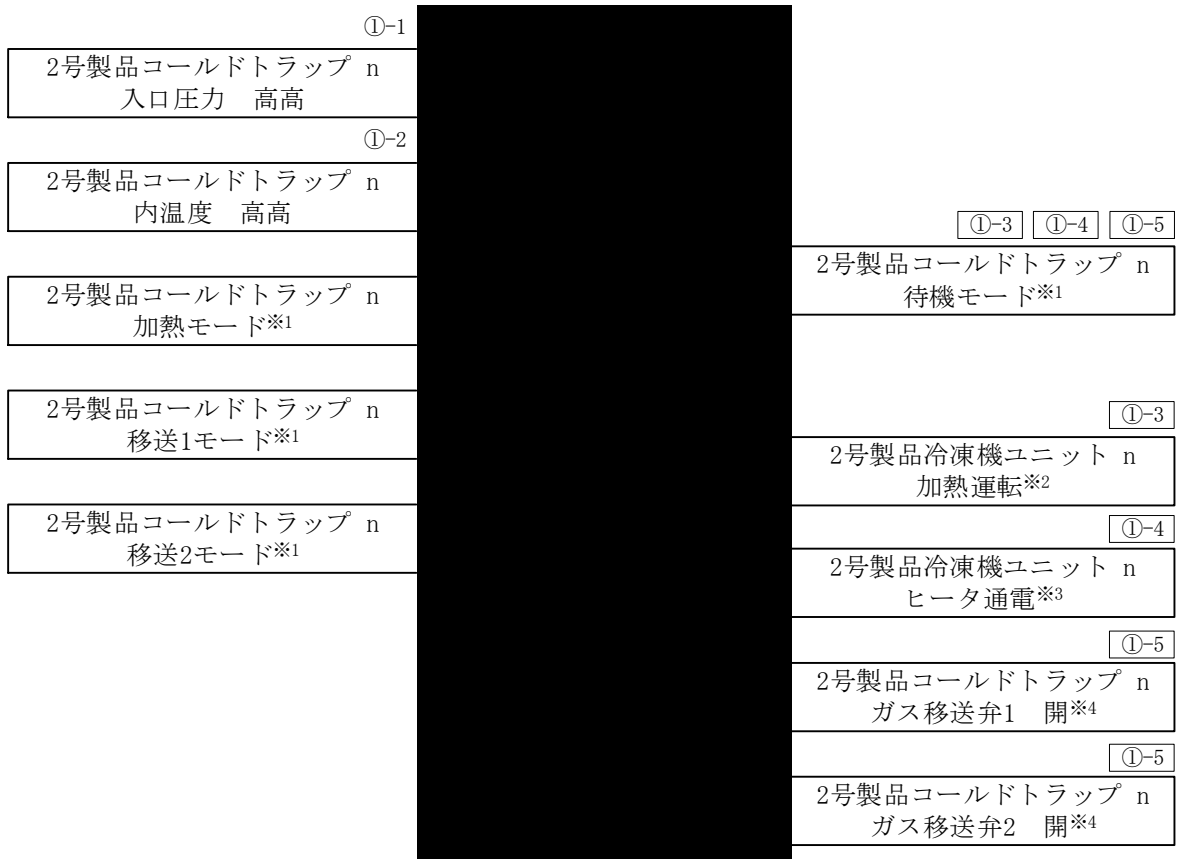 ①-1
2号製品コールドトラップ n
入口圧力　高高
①-2
2号製品コールドトラップ n
内温度　高高
2号製品コールドトラップ n
加熱モード※1
2号製品コールドトラップ n
移送1モード※1
2号製品コールドトラップ n
移送2モード※1
①-3 ①-4 ①-5
2号製品コールドトラップ n
待機モード※1
①-3
2号製品冷凍機ユニット n
加熱運転※2
①-4
2号製品冷凍機ユニット n
ヒータ通電※3
①-5
2号製品コールドトラップ n
ガス移送弁1　開※4
①-5
2号製品コールドトラップ n
ガス移送弁2　開※4